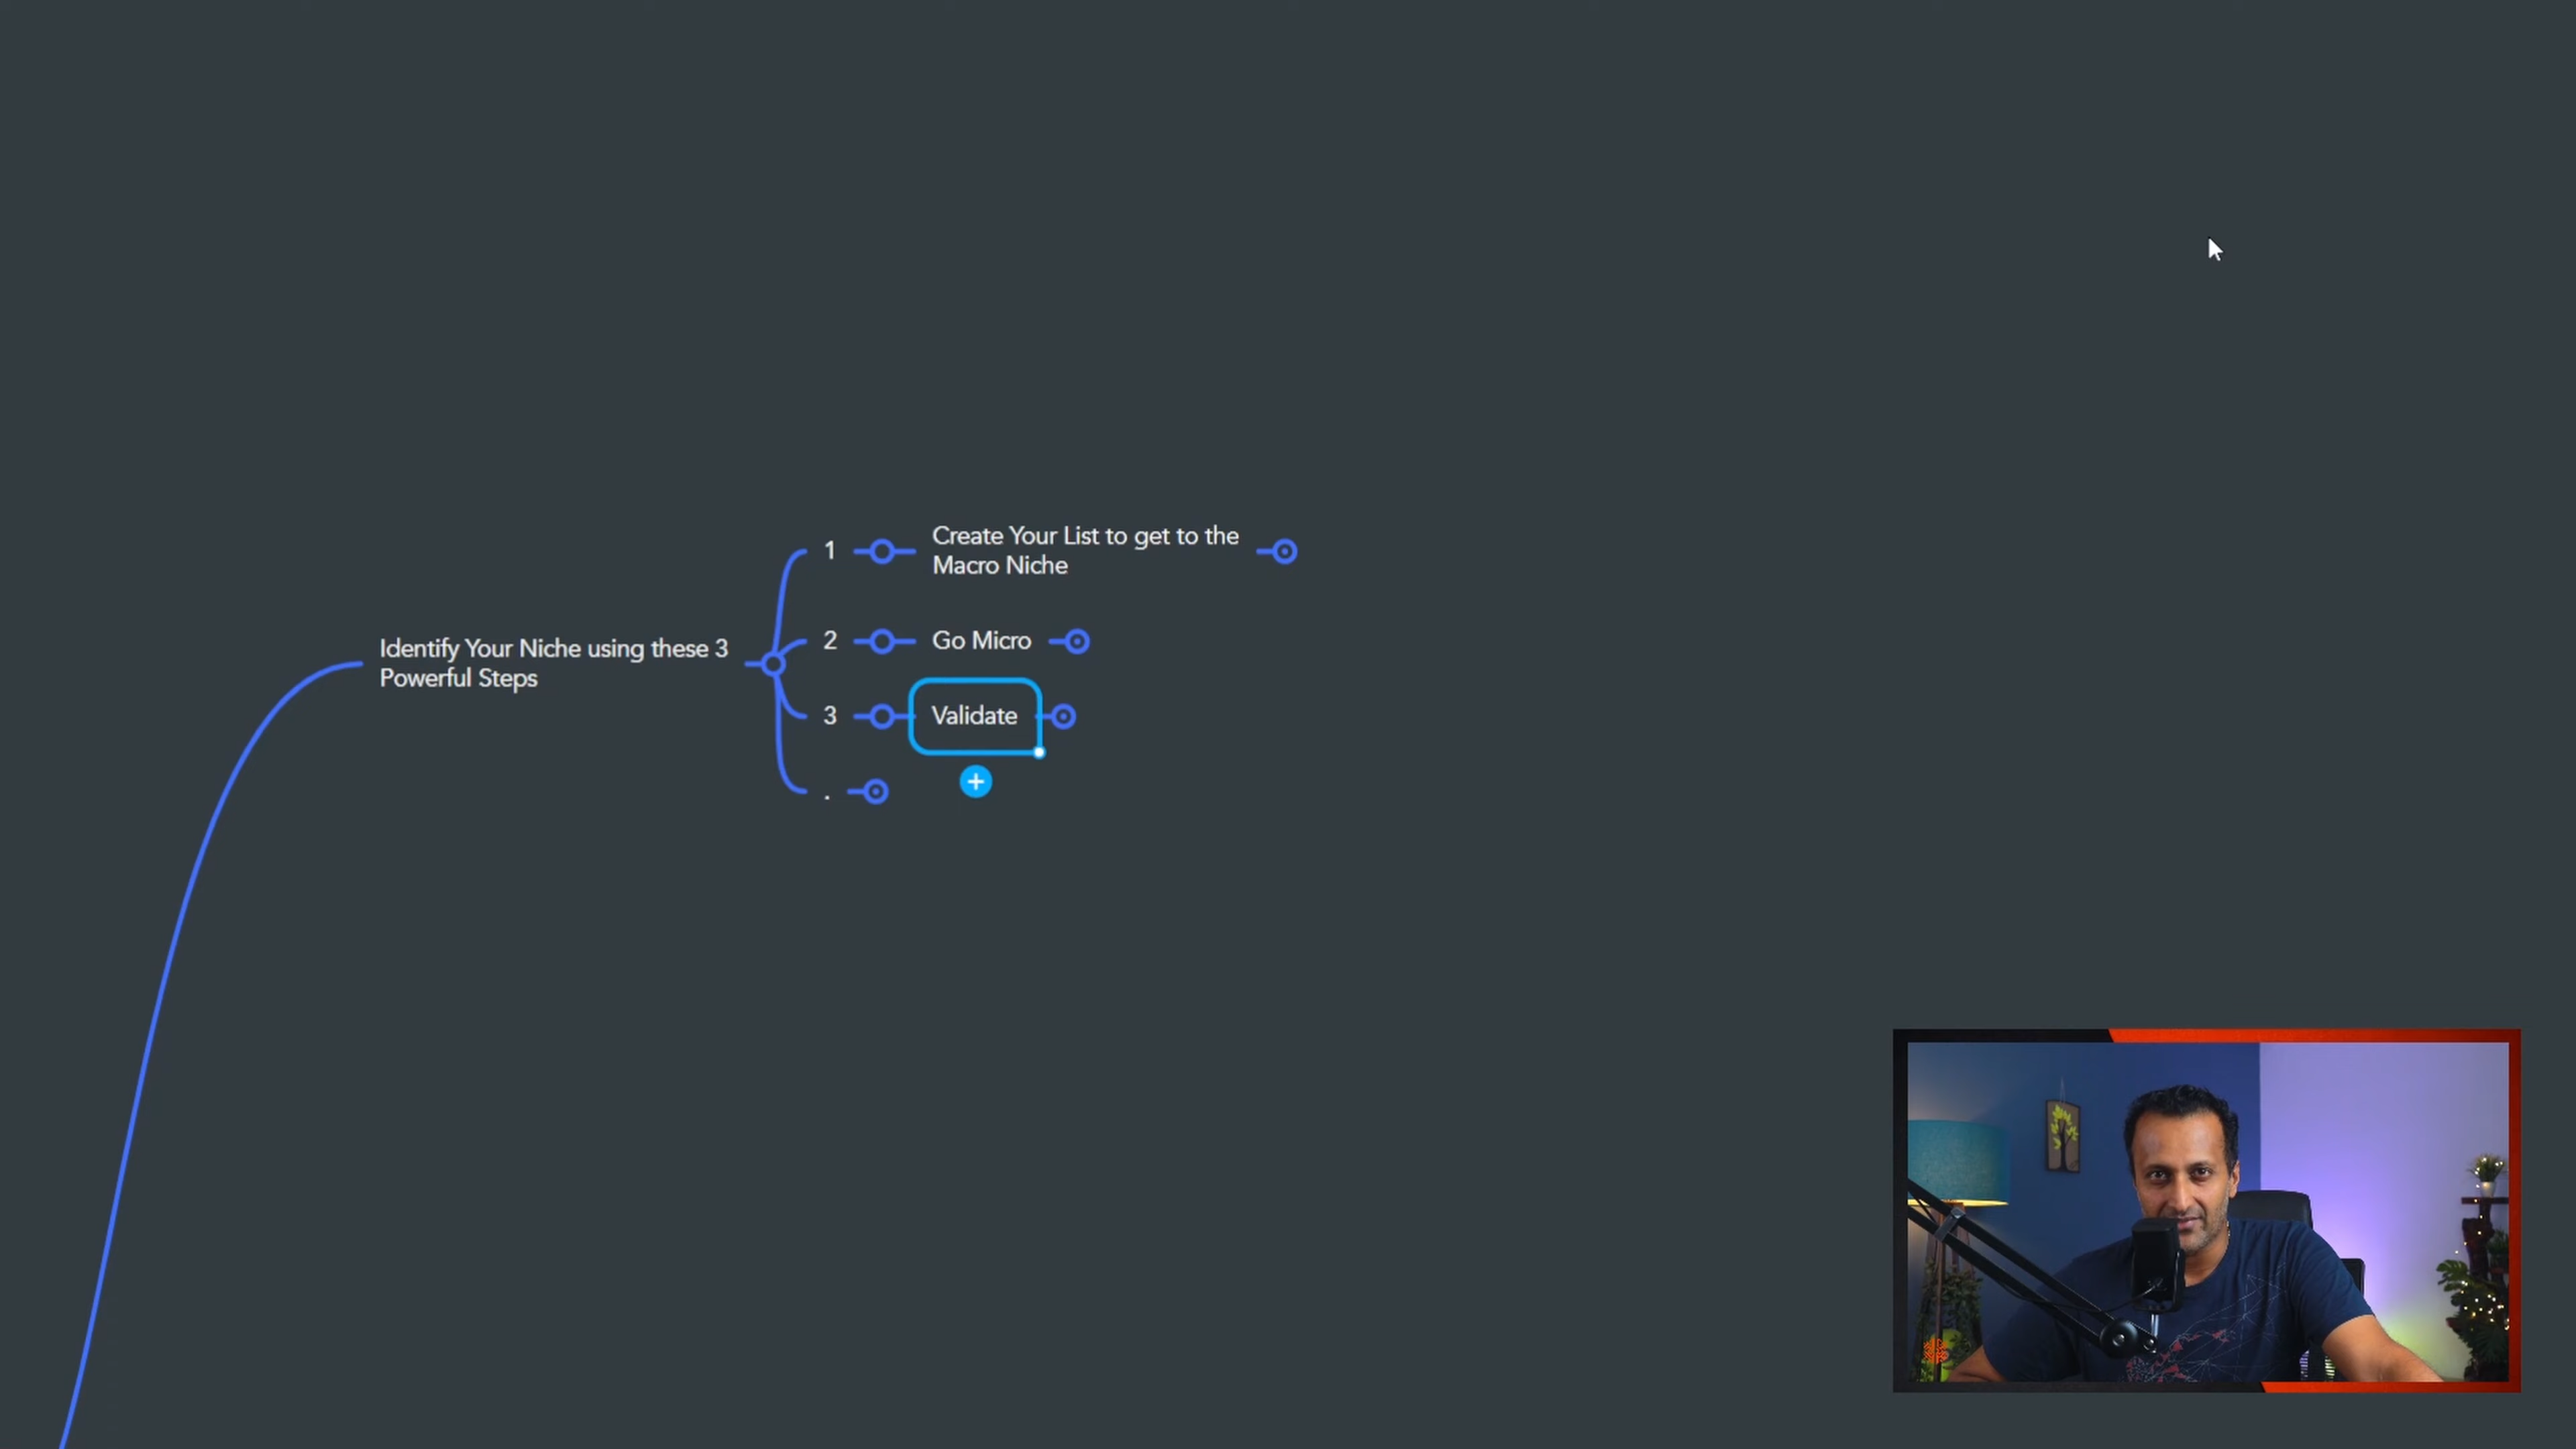 Identify Your Niche using these 3
Powerful Steps
1
Create Your List to get to the
Macro Niche
2
Go Micro
3
Validate
.